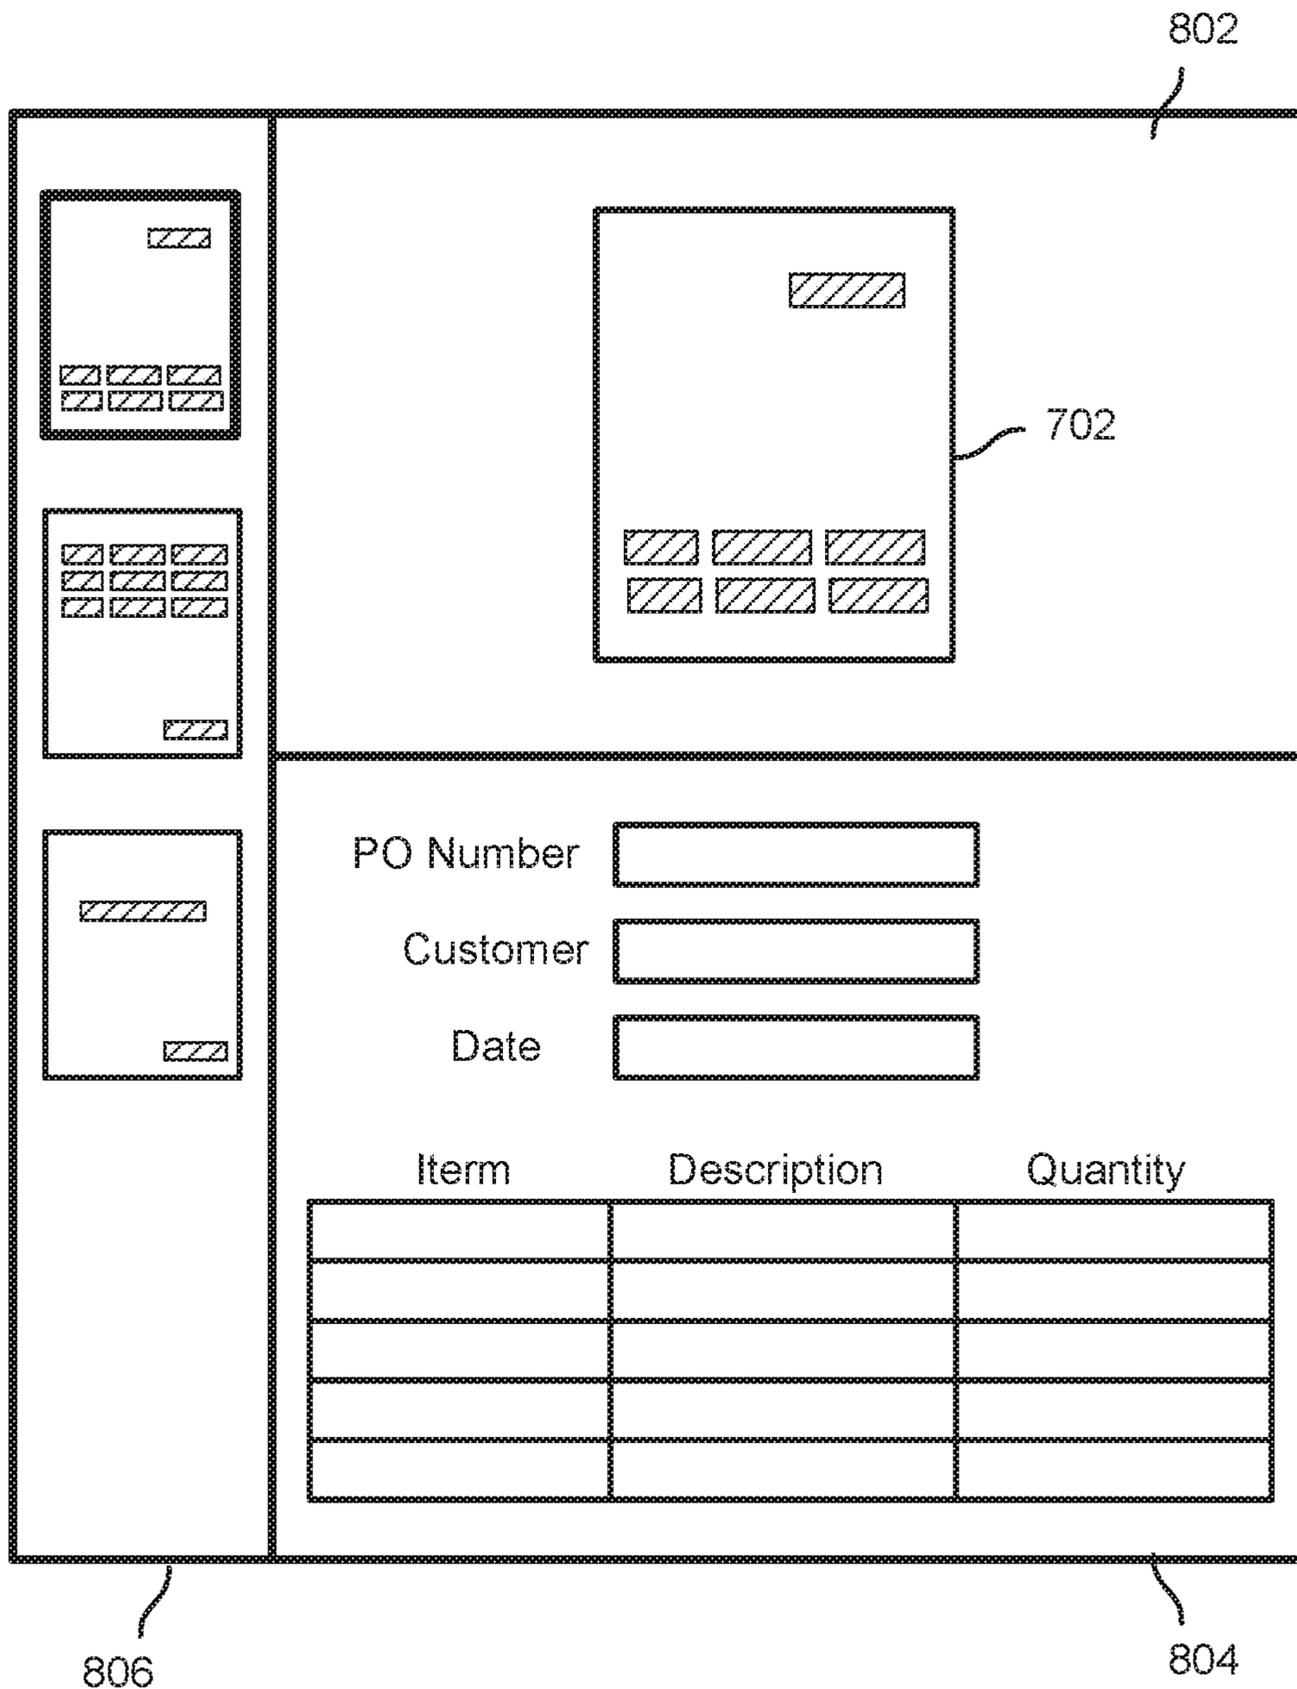 802
702
PO Number
Customer
Date
Iterm Description Quantity
806
804